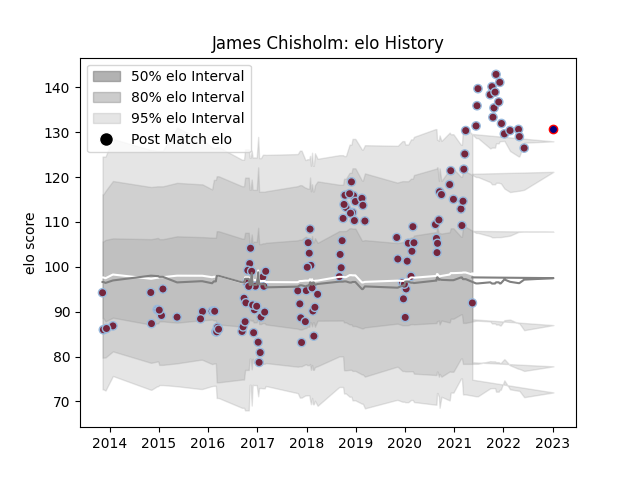 James Chisholm: elo History
50% elo Interval
80% elo Interval
95% elo Interval
Post Match elo
elo score
140
130
120
110
100
90
80
70
2014 2015 2016 2017 2018 2019 2020 2021 2022 2023